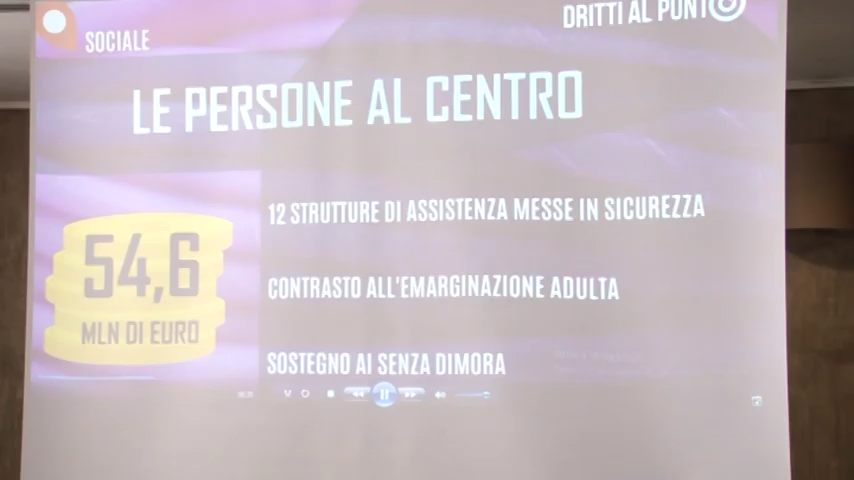 SOCIALE
DRITTI AL PUNTO
LE PERSONE AL CENTRO
54,6
MLN DI EURO
12 STRUTTURE DI ASSISTENZA MESSE IN SICUREZZA
CONTRASTO ALL'EMARGINAZIONE ADULTA
SOSTEGNO AI SENZA DIMORA